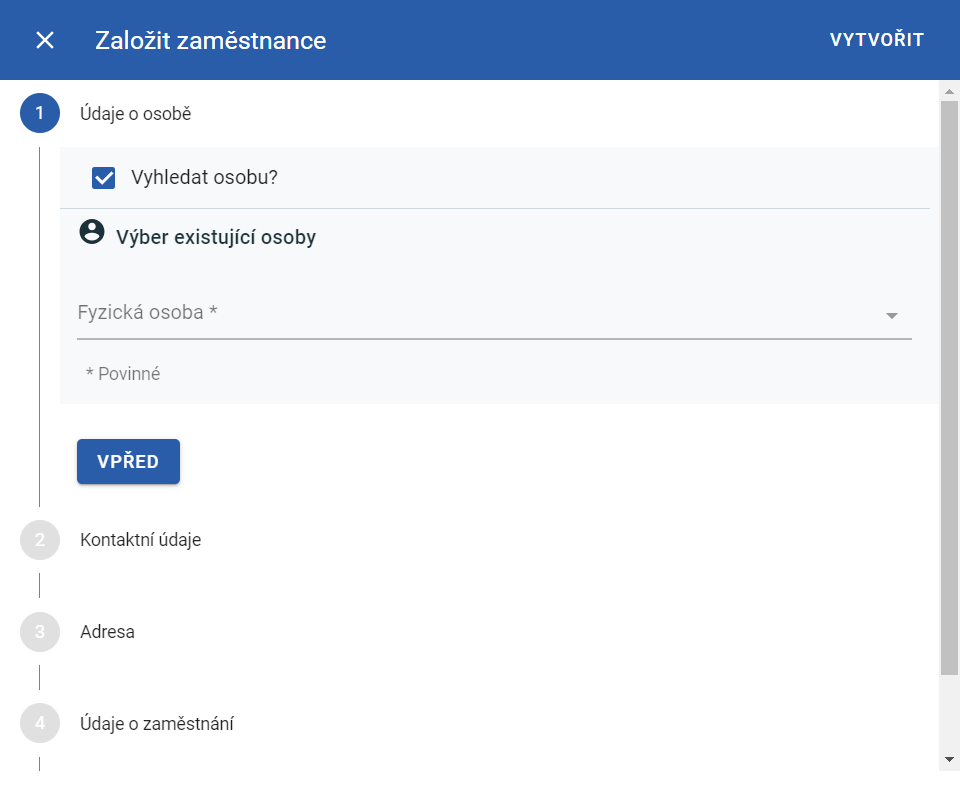 Založit zaměstnance
VYTVOŘIT
1 Údaje o osobě
Vyhledat osobu?
Výber existující osoby
Fyzická osoba *
* Povinné
VPŘED
2 Kontaktní údaje
3 Adresa
4 Údaje o zaměstnání